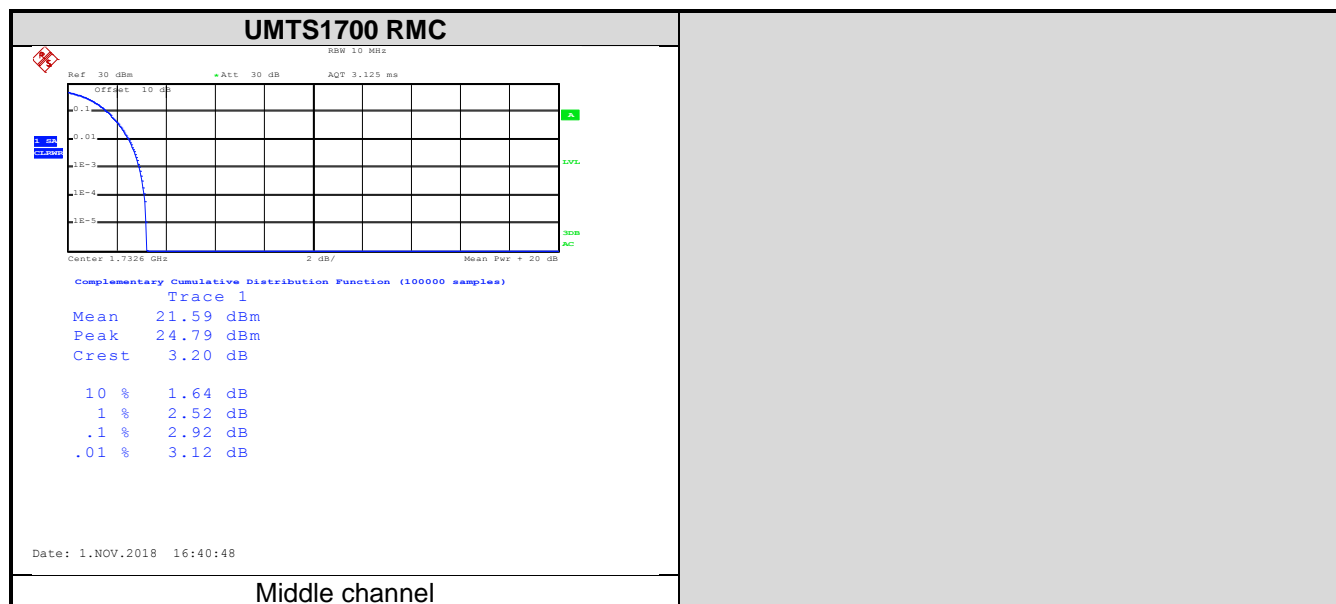 UMTS1700 RMC
RBW 10 MHz
Ref 30 dBm *Att 30 dB AQT 3.125 ms
Offset 10 dB
A
0.1
1 SA
0.01
CLRWR
1E-3
LVL
1E-4
1E-5
3DB
AC
Center 1.7326 GHz 2 dB/ Mean Pwr + 20 dB
Complementary Cumulative Distribution Function (100000 samples)
Trace 1
Mean 21.59 dBm
Peak 24.79 dBm
Crest 3.20 dB
10 % 1.64 dB
1 % 2.52 dB
.1 % 2.92 dB
.01 % 3.12 dB
Date: 1.NOV.2018 16:40:48
Middle channel